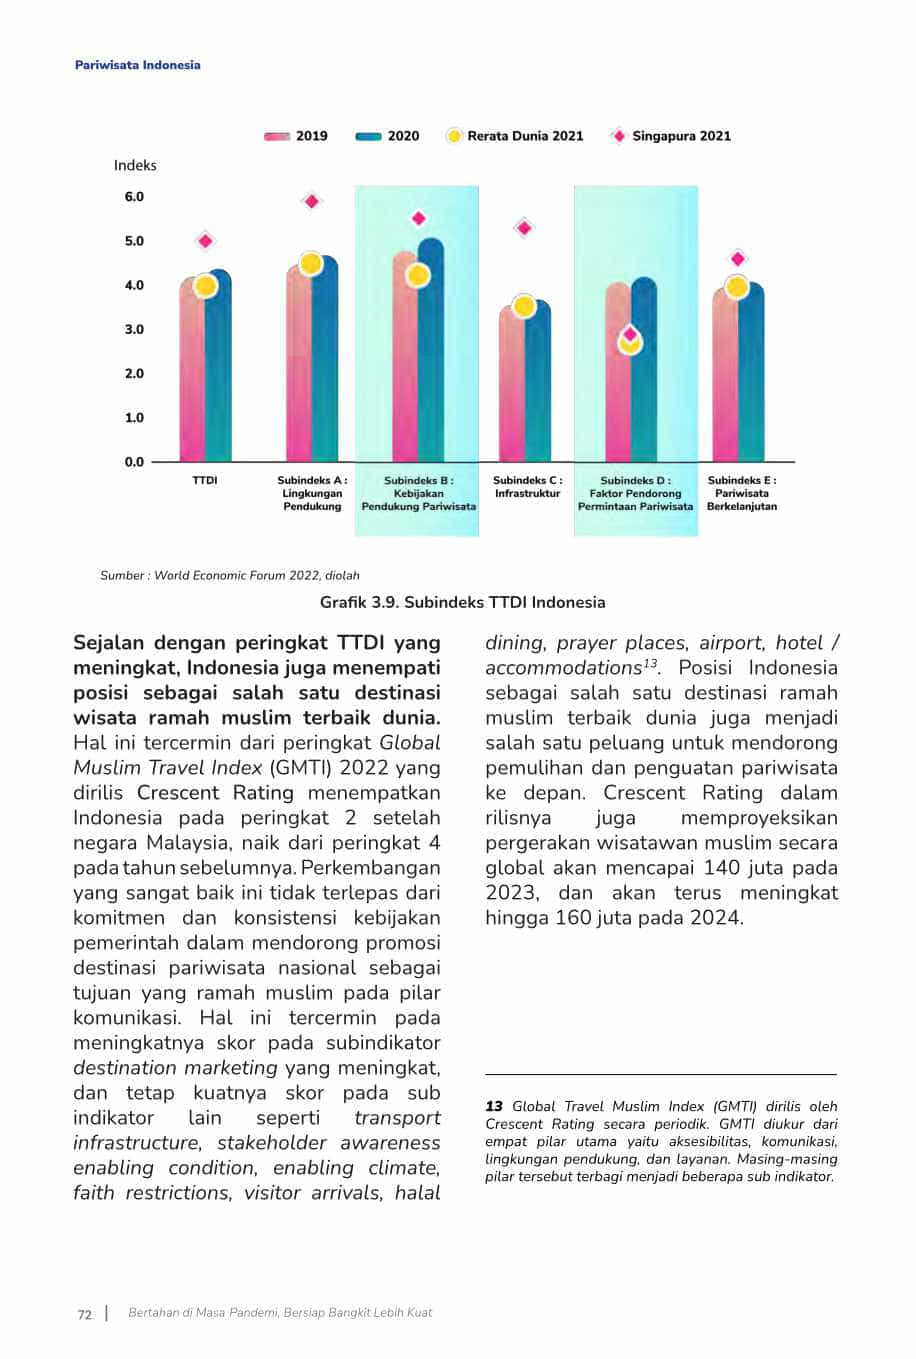 Pariwisata Indonesia
2019 2020 Rerata Dunia 2021 Singapura 2021
Indeks
6.0
5.0
4.0
3.0
2.0
1.0
0.0
TTDI
Subindeks A :
Lingkungan
Pendukung
Subindeks B :
Kebijakan
Pendukung Pariwisata
Subindeks C :
Infrastruktur
Subindeks D :
Faktor Pendorong
Permintaan Pariwisata
Subindeks E :
Pariwisata
Berkelanjutan
Sumber : World Economic Forum 2022, diolah
Grafik 3.9. Subindeks TTDI Indonesia
Sejalan dengan peringkat TTDI yang
meningkat, Indonesia juga menempati
posisi sebagai salah satu destinasi
wisata ramah muslim terbaik dunia.
Hal ini tercermin dari peringkat Global
Muslim Travel Index (GMTI) 2022 yang
dirilis Crescent Rating menempatkan
Indonesia pada peringkat 2 setelah
negara Malaysia, naik dari peringkat 4
pada tahun sebelumnya. Perkembangan
yang sangat baik ini tidak terlepas dari
komitmen dan konsistensi kebijakan
pemerintah dalam mendorong promosi
destinasi pariwisata nasional sebagai
tujuan yang ramah muslim pada pilar
komunikasi. Hal ini tercermin pada
meningkatnya skor pada subindikator
destination marketing yang meningkat,
dan tetap kuatnya skor pada sub
indikator lain seperti transport
infrastructure, stakeholder awareness
enabling condition, enabling climate,
faith restrictions, visitor arrivals, halal
dining, prayer places, airport, hotel /
accommodations¹³. Posisi Indonesia
sebagai salah satu destinasi ramah
muslim terbaik dunia juga menjadi
salah satu peluang untuk mendorong
pemulihan dan penguatan pariwisata
ke depan. Crescent Rating dalam
rilisnya juga memproyeksikan
pergerakan wisatawan muslim secara
global akan mencapai 140 juta pada
2023, dan akan terus meningkat
hingga 160 juta pada 2024.
13 Global Travel Muslim Index (GMTI) dirilis oleh
Crescent Rating secara periodik. GMTI diukur dari
empat pilar utama yaitu aksesibilitas, komunikasi,
lingkungan pendukung, dan layanan. Masing-masing
pilar tersebut terbagi menjadi beberapa sub indikator.
72 | Bertahan di Masa Pandemi, Bersiap Bangkit Lebih Kuat